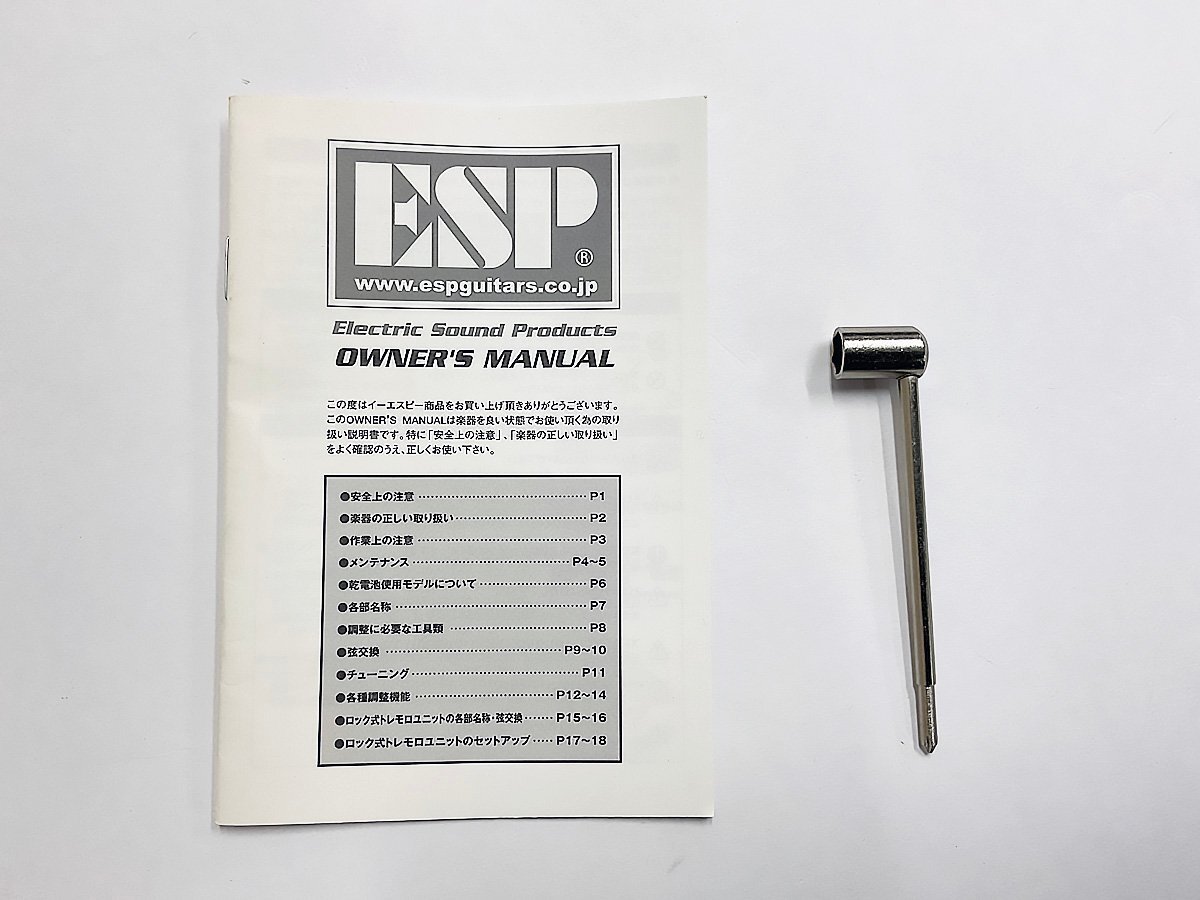 ESP®
www.espguitars.co.jp
Electric Sound Products
OWNER'S MANUAL
この度はイーエスピー商品をお買い上げ頂きありがとうございます。
このOWNER'S MANUALは楽器を良い状態でお使い頂く為の取り
扱い説明書です。特に「安全上の注意」、「楽器の正しい取り扱い」
をよく確認のうえ、正しくお使い下さい。
●安全上の注意 …………………………………… P1
●楽器の正しい取り扱い …………………………… P2
●作業上の注意 …………………………………… P3
●メンテナンス ………………………………… P4~5
●乾電池使用モデルについて ……………………… P6
●各部名称 ………………………………………… P7
●調整に必要な工具類 ……………………………… P8
●弦交換 ……………………………………… P9~10
●チューニング …………………………………… P11
●各種調整機能 ……………………………… P12~14
●ロック式トレモロユニットの各部名称・弦交換 ……… P15~16
●ロック式トレモロユニットのセットアップ …… P17~18